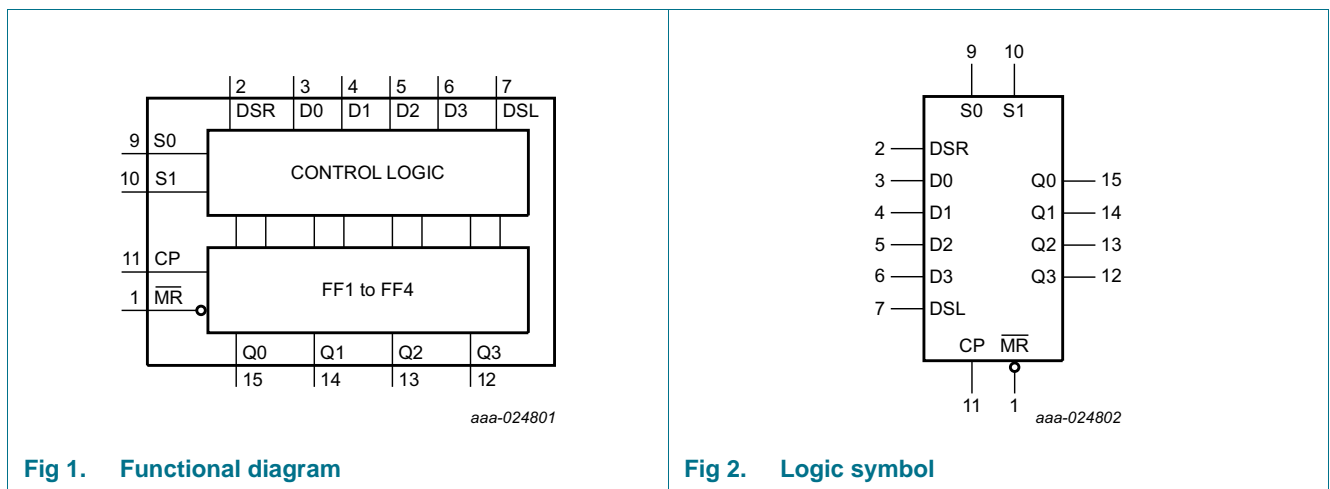 2 3 4 5 6 7
DSR D0 D1 D2 D3 DSL
9 S0
CONTROL LOGIC
10 S1
11 CP
FF1 to FF4
1 MR
Q0 Q1 Q2 Q3
15 14 13 12
aaa-024801
Fig 1. Functional diagram
9 10
S0 S1
2 DSR
3 D0 Q0 15
4 D1 Q1 14
5 D2 Q2 13
6 D3 Q3 12
7 DSL
CP MR
11 1
aaa-024802
Fig 2. Logic symbol